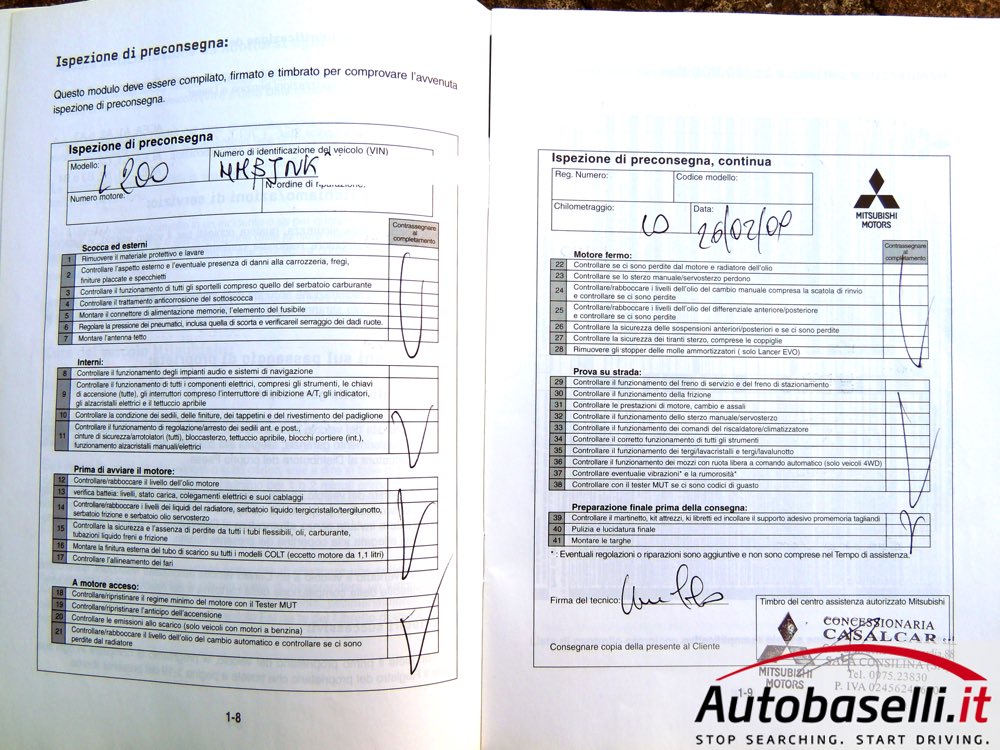 Ispezione di preconsegna:
Questo modulo deve essere compilato, firmato e timbrato per comprovare l'avvenuta
ispezione di preconsegna.
Ispezione di preconsegna
Modello:
L200
Numero di identificazione del veicolo (VIN)
MMBJNK
N. ordine di riparazione:
Numero motore:
Contrassegnare
al
completamento
Scocca ed esterni
1 Rimuovere il materiale protettivo e lavare
2 Controllare l'aspetto esterno e l'eventuale presenza di danni alla carrozzeria, fregi,
finiture placcate e specchietti
3 Controllare il funzionamento di tutti gli sportelli compreso quello del serbatoio carburante
4 Controllare il trattamento anticorrosione del sottoscocca
5 Montare il connettore di alimentazione memorie, l'elemento del fusibile
6 Regolare la pressione dei pneumatici, inclusa quella di scorta e verificareil serraggio dei dadi ruote.
7 Montare l'antenna tetto
Interni:
8 Controllare il funzionamento degli impianti audio e sistemi di navigazione
9 Controllare il funzionamento di tutti i componenti elettrici, compresi gli strumenti, le chiavi
di accensione (tutte), gli interruttori compreso l'interruttore di inibizione A/T, gli indicatori,
gli alzacristalli elettrici e il tettuccio apribile
10 Controllare la condizione dei sedili, delle finiture, dei tappetini e del rivestimento del padiglione
11 Controllare il funzionamento di regolazione/arresto dei sedili ant. e post.,
cinture di sicurezza/arrotolatori (tutti), bloccasterzo, tettuccio apribile, blocchi portiere (int.),
funzionamento alzacristalli manuali/elettrici
Prima di avviare il motore:
12 Controllare/rabboccare il livello dell'olio motore
13 verifica batteia: livelli, stato carica, colegamenti elettrici e suoi cablaggi
14 Controllare/rabboccare i livelli dei liquidi del radiatore, serbatoio liquido tergicristallo/tergilunotto,
serbatoio frizione e serbatoio olio servosterzo
15 Controllare la sicurezza e l'assenza di perdite da tutti i tubi flessibili, oli, carburante,
tubazioni liquido freni e frizione
16 Montare la finitura esterna del tubo di scarico su tutti i modelli COLT (eccetto motore da 1,1 litri)
17 Controllare l'allineamento dei fari
A motore acceso:
18 Controllare/ripristinare il regime minimo del motore con il Tester MUT
19 Controllare/ripristinare l'anticipo dell'accensione
20 Controllare le emissioni allo scarico (solo veicoli con motori a benzina)
21 Controllare/rabboccare il livello dell'olio del cambio automatico e controllare se ci sono
perdite dal radiatore
1-8
Ispezione di preconsegna, continua
Reg. Numero:
Codice modello:
Chilometraggio:
10
Data:
26/02/09
MITSUBISHI
MOTORS
Contrassegnare
al
completamento
Motore fermo:
22 Controllare se ci sono perdite dal motore e radiatore dell'olio
23 Controllare se lo sterzo manuale/servosterzo perdono
24 Controllare/rabboccare i livelli dell'olio del cambio manuale compresa la scatola di rinvio
e controllare se ci sono perdite
25 Controllare/rabboccare i livelli dell'olio del differenziale anteriore/posteriore
e controllare se ci sono perdite
26 Controllare la sicurezza delle sospensioni anteriori/posteriori e se ci sono perdite
27 Controllare la sicurezza dei tiranti sterzo, comprese le coppiglie
28 Rimuovere gli stopper delle molle ammortizzatori ( solo Lancer EVO)
Prova su strada:
29 Controllare il funzionamento del freno di servizio e del freno di stazionamento
30 Controllare il funzionamento della frizione
31 Controllare le prestazioni di motore, cambio e assali
32 Controllare il funzionamento dello sterzo manuale/servosterzo
33 Controllare il funzionamento dei comandi del riscaldatore/climatizzatore
34 Controllare il corretto funzionamento di tutti gli strumenti
35 Controllare il funzionamento dei tergi/lavacristalli e tergi/lavalunotto
36 Controllare il funzionamento dei mozzi con ruota libera a comando automatico (solo veicoli 4WD)
37 Controllare eventualie vibrazioni* e la rumorosità*
38 Controllare con il tester MUT se ci sono codici di guasto
Preparazione finale prima della consegna:
39 Controllare il martinetto, kit attrezzi, ki libretti ed incollare il supporto adesivo promemoria tagliandi
40 Pulizia e lucidatura finale
41 Montare le targhe
* : Eventuali regolazioni o riparazioni sono aggiuntive e non sono comprese nel Tempo di assistenza.
Firma del tecnico:
Timbro del centro assistenza autorizzato Mitsubishi
CONCESSIONARIA
CASALCAR
88
SALA CONSILINA
Tel. 0975.23830
P. IVA
MITSUBISHI
MOTORS
Consegnare copia della presente al Cliente
1-9
Autobaselli.it
STOP SEARCHING. START DRIVING.